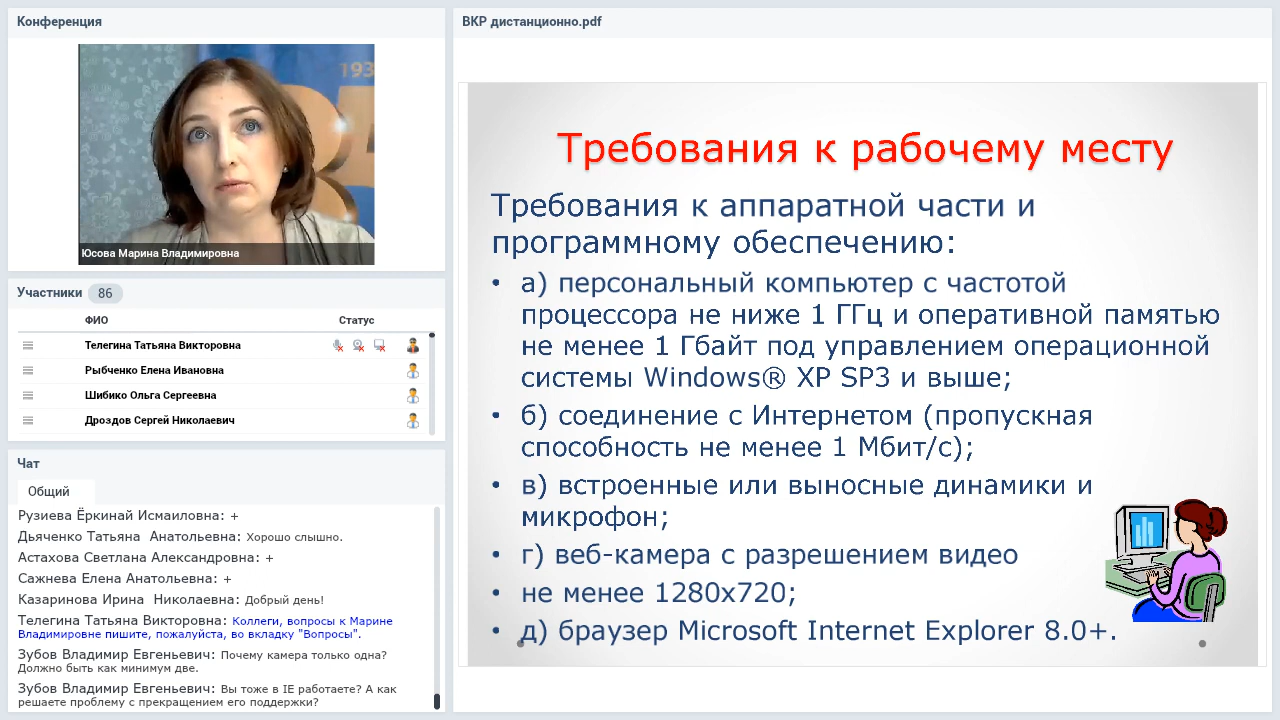 Конференция
193
Юсова Марина Владимировна
Участники 86
ФИО Статус
Телегина Татьяна Викторовна
Рыбченко Елена Ивановна
Шибико Ольга Сергеевна
Дроздов Сергей Николаевич
Чат
Общий
Рузиева Ёркинай Исмаиловна: +
Дьяченко Татьяна Анатольевна: Хорошо слышно.
Астахова Светлана Александровна: +
Сажнева Елена Анатольевна: +
Казаринова Ирина Николаевна: Добрый день!
Телегина Татьяна Викторовна: Коллеги, вопросы к Марине
Владимировне пишите, пожалуйста, во вкладку "Вопросы".
Зубов Владимир Евгеньевич: Почему камера только одна?
Должно быть как минимум две.
Зубов Владимир Евгеньевич: Вы тоже в IE работаете? А как
решаете проблему с прекращением его поддержки?
ВКР дистанционно.pdf
Требования к рабочему месту
Требования к аппаратной части и
программному обеспечению:
• а) персональный компьютер с частотой
процессора не ниже 1 ГГц и оперативной памятью
не менее 1 Гбайт под управлением операционной
системы Windows® XP SP3 и выше;
• б) соединение с Интернетом (пропускная
способность не менее 1 Мбит/с);
• в) встроенные или выносные динамики и
микрофон;
• г) веб-камера с разрешением видео
• не менее 1280x720;
• д) браузер Microsoft Internet Explorer 8.0+.